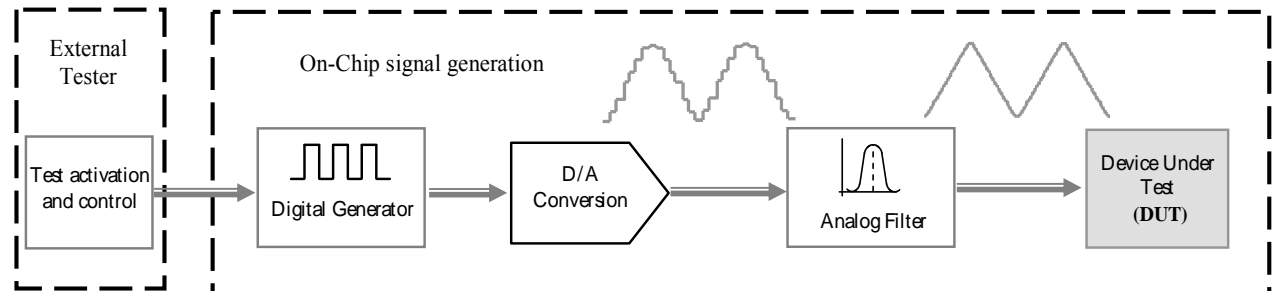 External
Tester
On-Chip signal generation
Test activation
and control
Digital Generator
D/A
Conversion
Analog Filter
Device Under
Test
(DUT)